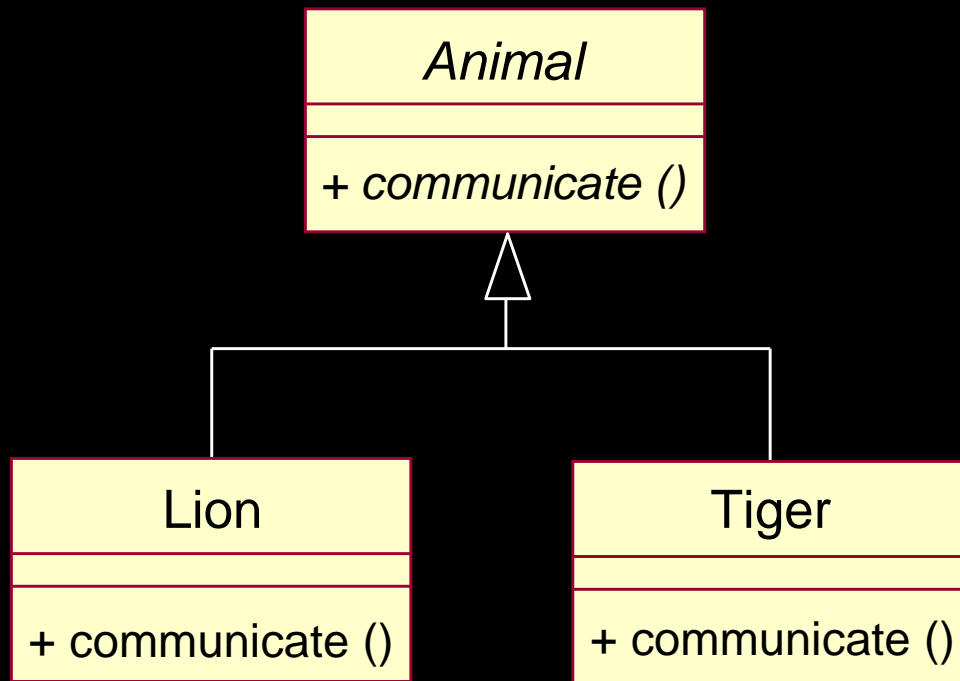 Animal
+ communicate ()
Lion
+ communicate ()
Tiger
+ communicate ()